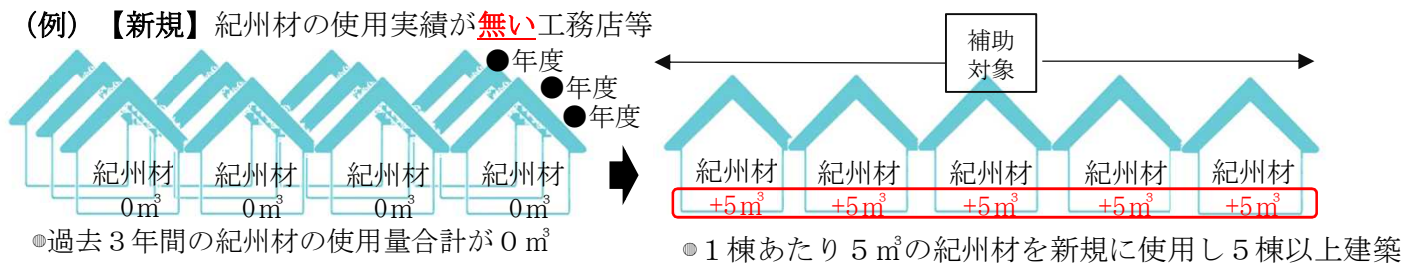 (例) 【新規】紀州材の使用実績が無い工務店等
●年度
●年度
●年度
紀州材 紀州材 紀州材 紀州材
0㎥ 0㎥ 0㎥ 0㎥
◍過去３年間の紀州材の使用量合計が０㎥
補助
対象
紀州材 紀州材 紀州材 紀州材 紀州材
+5㎥ +5㎥ +5㎥ +5㎥ +5㎥
◍１棟あたり５㎥の紀州材を新規に使用し５棟以上建築